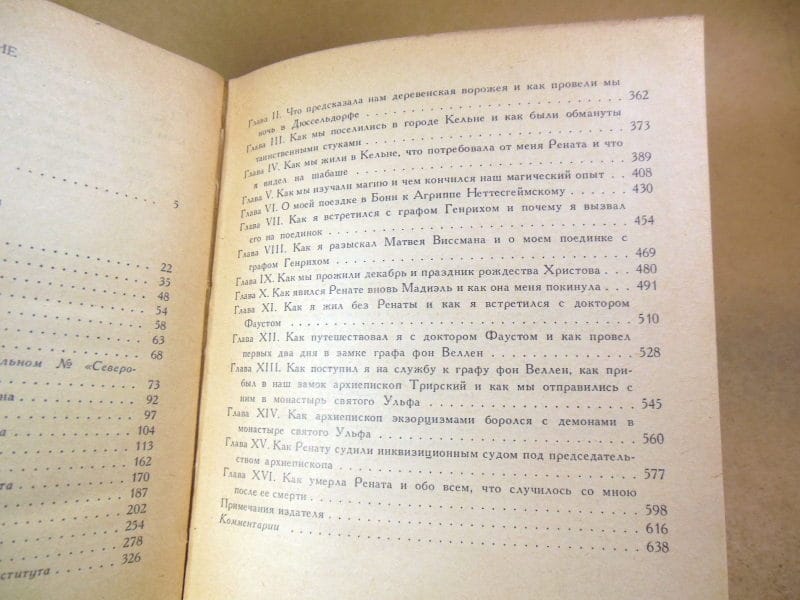 ИЕ
5
22
35
48
54
58
63
68
льном № «Северо-
73
на 92
97
а 104
113
162
та 170
187
202
254
278
326
ститута
Глава II. Что предсказала нам деревенская ворожея и как провели мы
ночь в Дюссельдорфе 362
Глава III. Как мы поселились в городе Кельне и как были обмануты
таинственными стуками 373
Глава IV. Как мы жили в Кельне, что потребовала от меня Рената и что
я видел на шабаше 389
Глава V. Как мы изучали магию и чем кончился наш магический опыт 408
Глава VI. О моей поездке в Бонн к Агриппе Неттесгеймскому 430
Глава VII. Как я встретился с графом Генрихом и почему я вызвал
его на поединок 454
Глава VIII. Как я разыскал Матвея Виссмана и о моем поединке с
графом Генрихом 469
Глава IX. Как мы прожили декабрь и праздник рождества Христова 480
Глава X. Как явился Ренате вновь Мадиэль и как она меня покинула 491
Глава XI. Как я жил без Ренаты и как я встретился с доктором
Фаустом 510
Глава XII. Как путешествовал я с доктором Фаустом и как провел
первых два дня в замке графа фон Веллен 528
Глава XIII. Как поступил я на службу к графу фон Веллен, как при-
был в наш замок архиепископ Трирский и как мы отправились с
ним в монастырь святого Ульфа 545
Глава XIV. Как архиепископ экзорцизмами боролся с демонами в
монастыре святого Ульфа 560
Глава XV. Как Ренату судили инквизиционным судом под председатель-
ством архиепископа 577
Глава XVI. Как умерла Рената и обо всем, что случилось со мною
после ее смерти 598
Примечания издателя 616
Комментарии 638